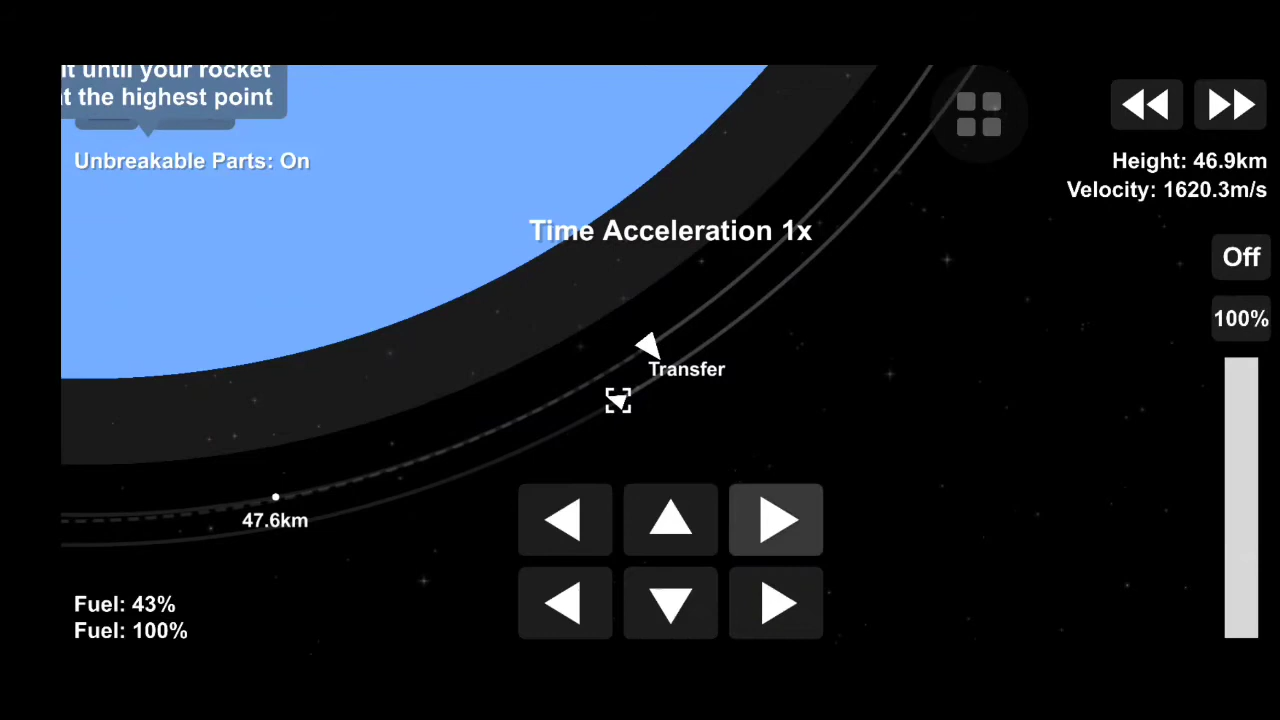 it until your rocket
t the highest point
Unbreakable Parts: On
Height: 46.9km
Velocity: 1620.3m/s
Time Acceleration 1x
Off
100%
Transfer
47.6km
Fuel: 43%
Fuel: 100%